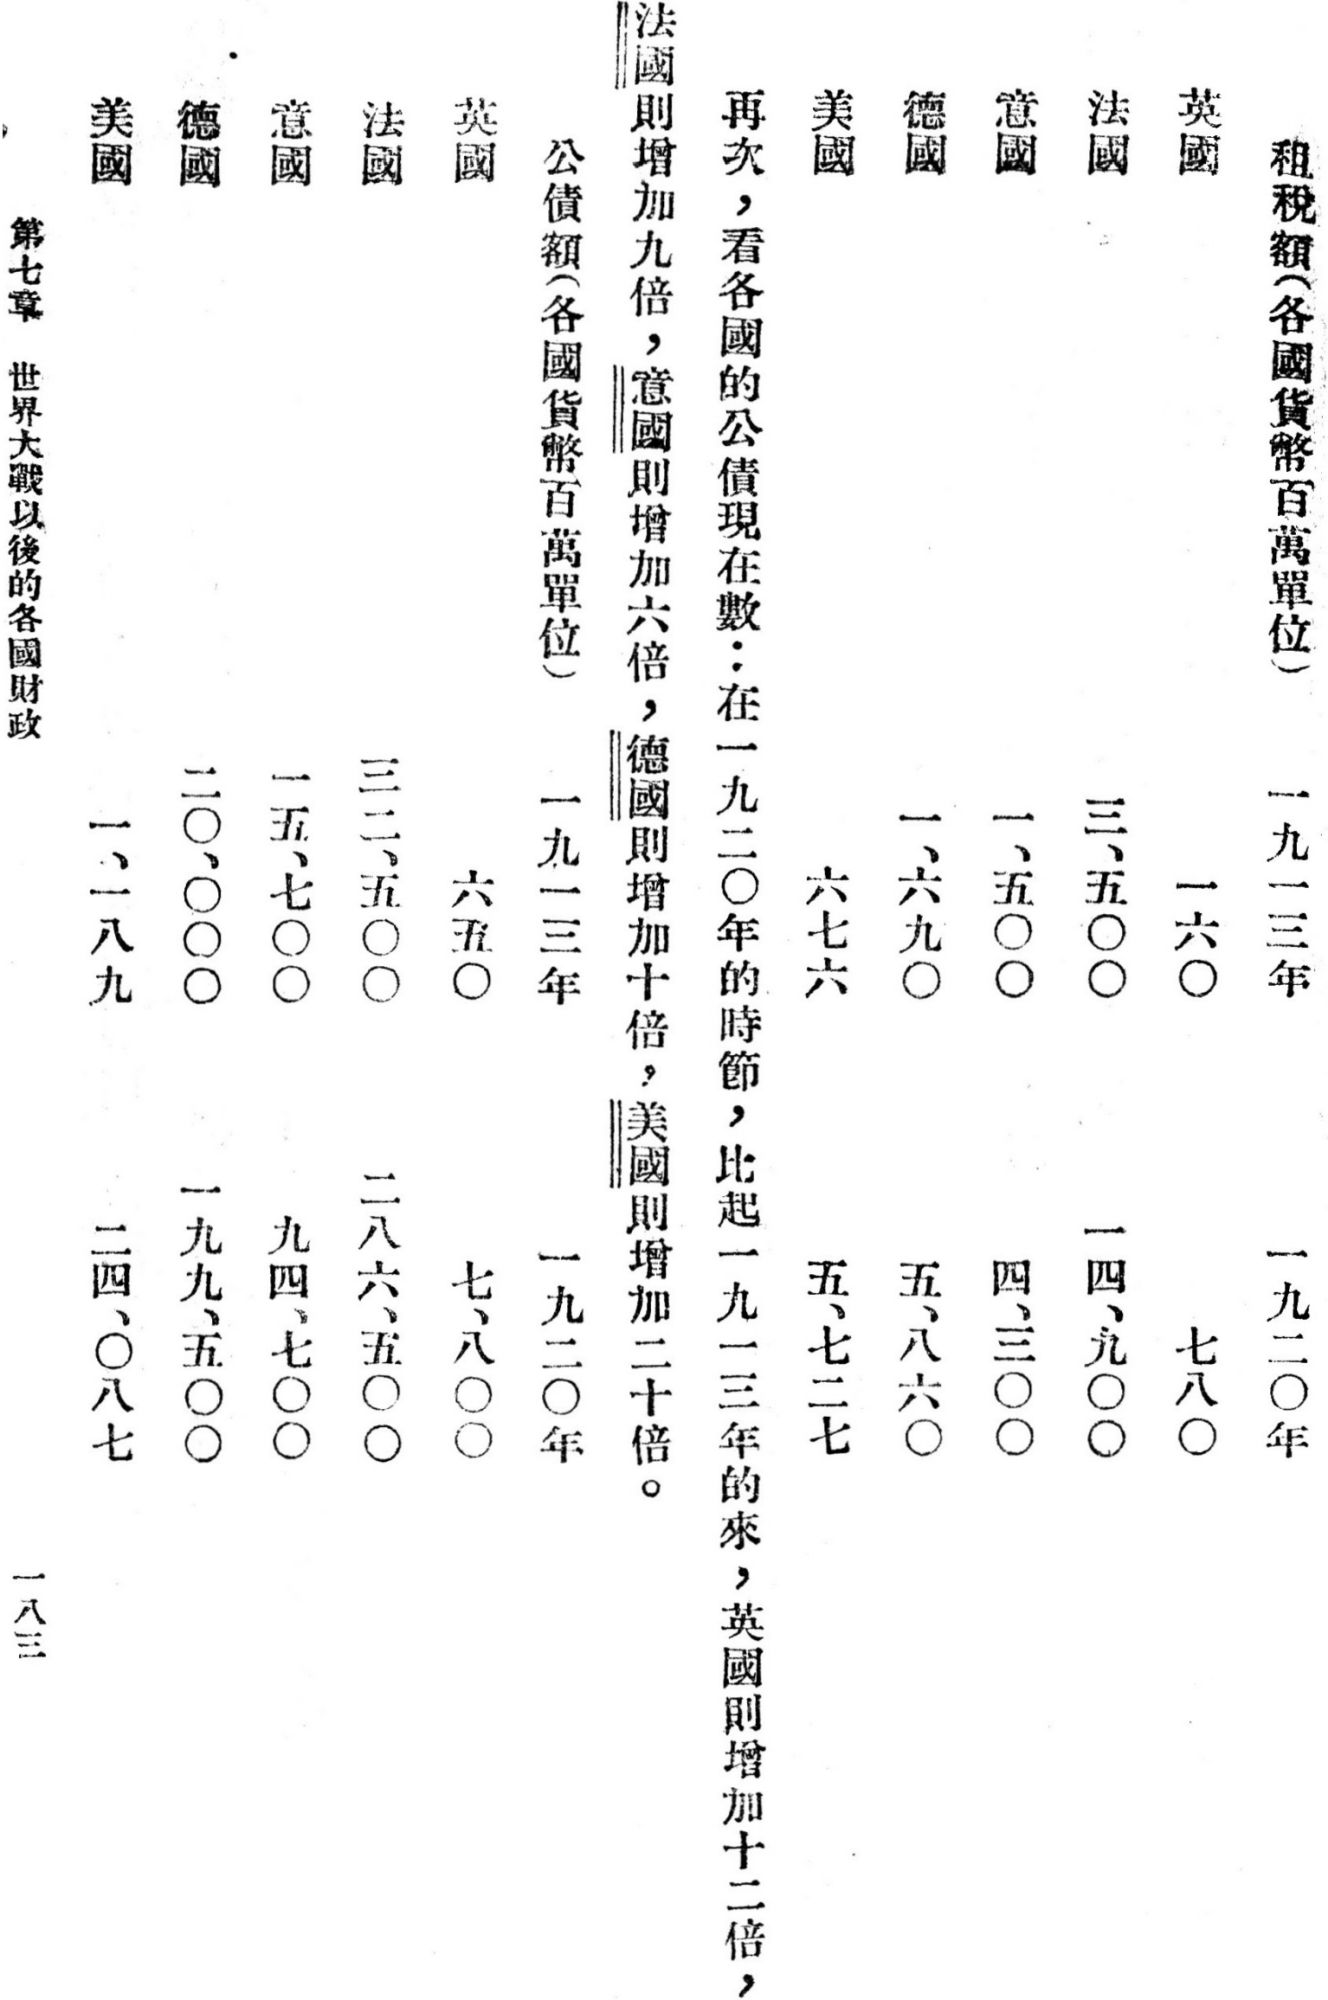 租稅額（各國貨幣百萬單位） 一九一三年 一九二〇年
英國 一六〇 七八〇
法國 三、五〇〇 一四、九〇〇
意國 一、五〇〇 四、三〇〇
德國 一、六九〇 五、八六〇
美國 六七六 五、七二七
再次，看各國的公債現在數：在一九二〇年的時節，比起一九一三年的來，英國則增加十二倍，
法國則增加九倍，意國則增加六倍，德國則增加十倍，美國則增加二十倍。
公債額（各國貨幣百萬單位） 一九一三年 一九二〇年
英國 六五〇 七、八〇〇
法國 三二、五〇〇 二八六、五〇〇
意國 一五、七〇〇 九四、七〇〇
德國 二〇、〇〇〇 一九九、五〇〇
美國 一、一八九 二四、〇八七
第七章 世界大戰以後的各國財政 一八三